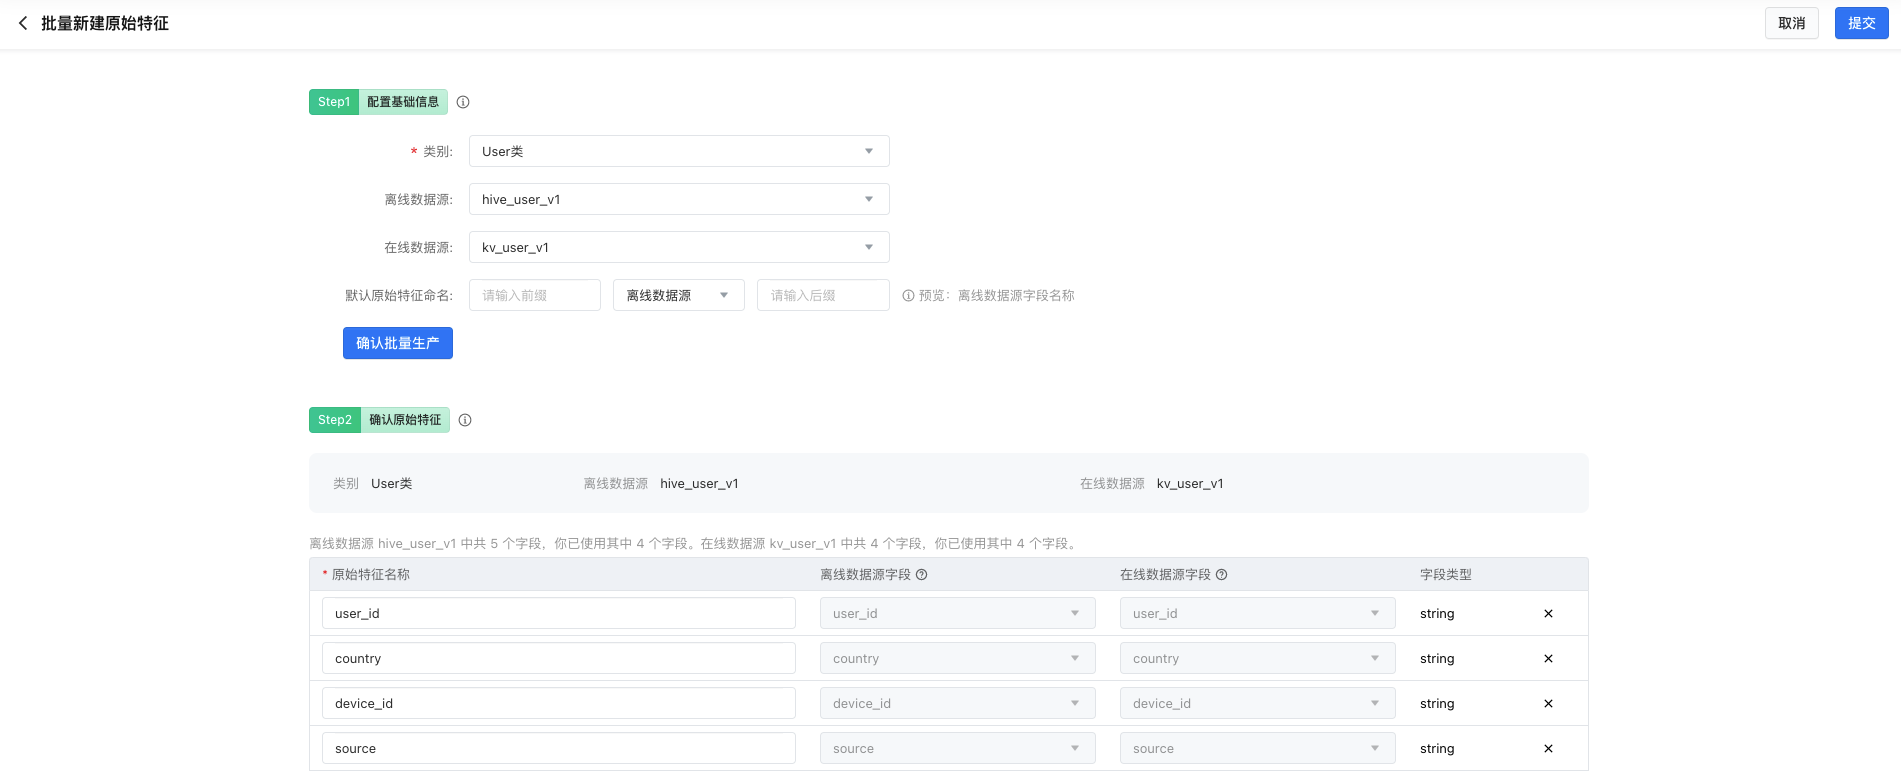 批量新建原始特征
取消 提交
Step1 配置基础信息
* 类别: User类
离线数据源: hive_user_v1
在线数据源: kv_user_v1
默认原始特征命名: 请输入前缀 离线数据源 请输入后缀 预览：离线数据源字段名称
确认批量生产
Step2 确认原始特征
类别 User类 离线数据源 hive_user_v1 在线数据源 kv_user_v1
离线数据源 hive_user_v1 中共 5 个字段，你已使用其中 4 个字段。在线数据源 kv_user_v1 中共 4 个字段，你已使用其中 4 个字段。
* 原始特征名称 离线数据源字段 在线数据源字段 字段类型
user_id user_id user_id string
country country country string
device_id device_id device_id string
source source source string